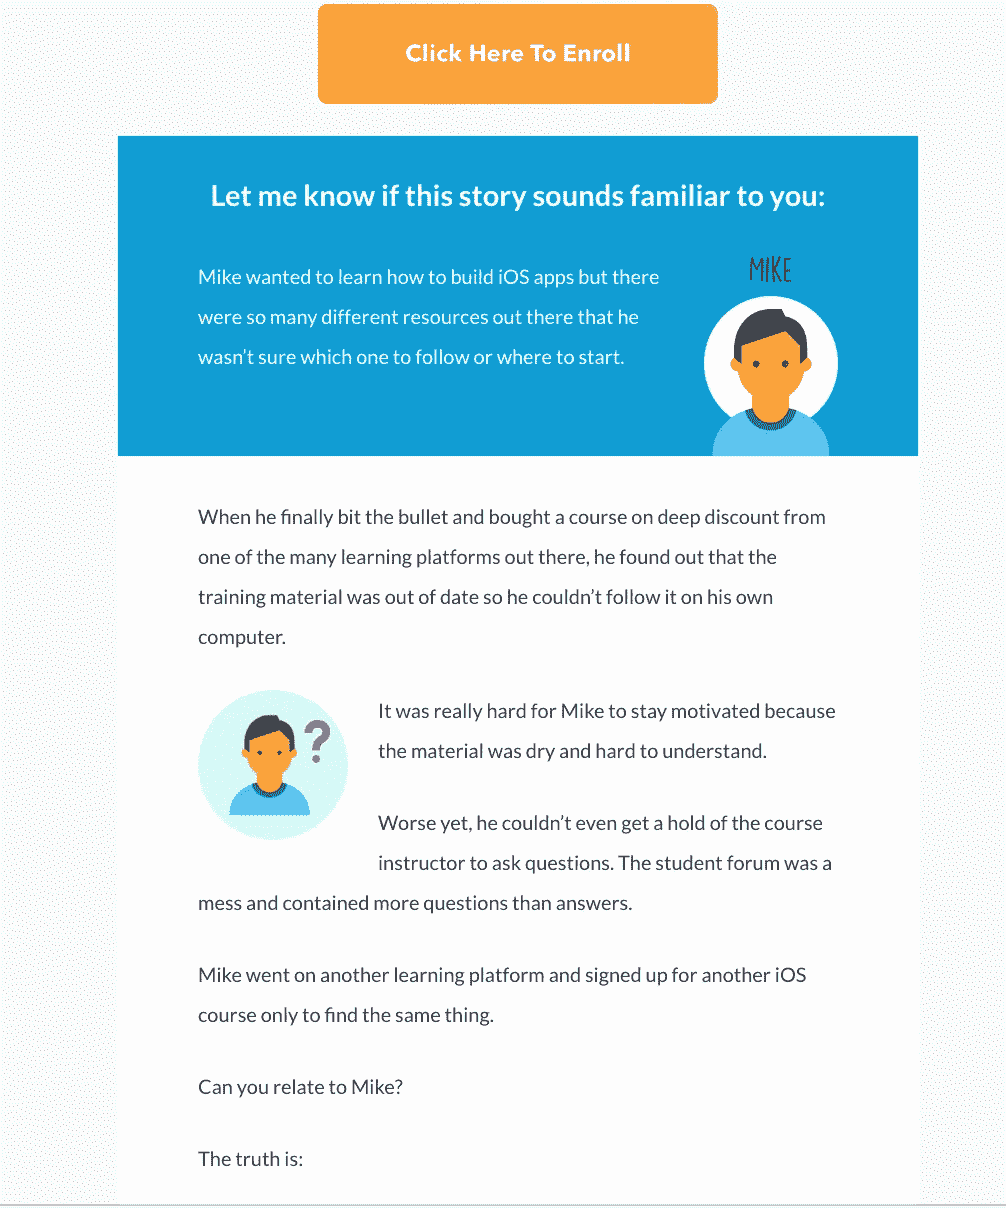 Click Here To Enroll
Let me know if this story sounds familiar to you:
MIKE
Mike wanted to learn how to build iOS apps but there
were so many different resources out there that he
wasn’t sure which one to follow or where to start.
When he finally bit the bullet and bought a course on deep discount from
one of the many learning platforms out there, he found out that the
training material was out of date so he couldn’t follow it on his own
computer.
?
It was really hard for Mike to stay motivated because
the material was dry and hard to understand.
Worse yet, he couldn’t even get a hold of the course
instructor to ask questions. The student forum was a
mess and contained more questions than answers.
Mike went on another learning platform and signed up for another iOS
course only to find the same thing.
Can you relate to Mike?
The truth is: